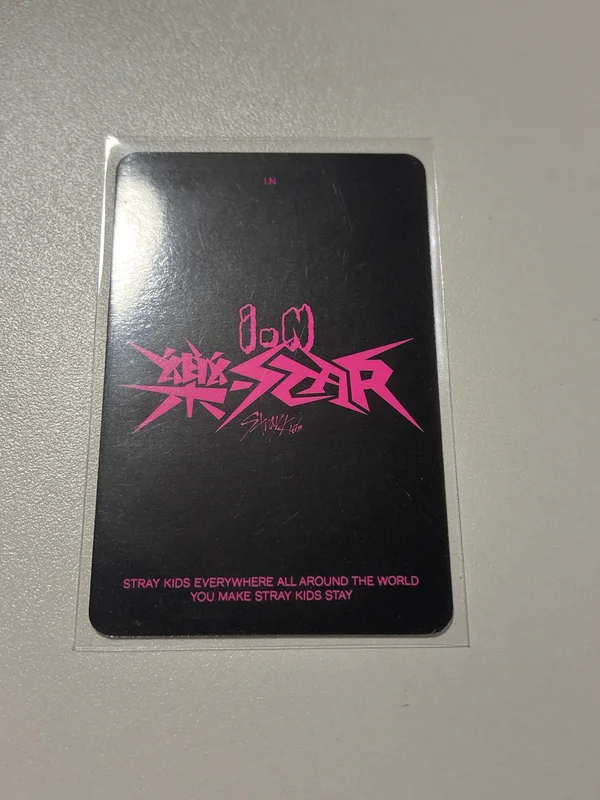 I.N
i.N
樂-STAR
Stray Kids
STRAY KIDS EVERYWHERE ALL AROUND THE WORLD
YOU MAKE STRAY KIDS STAY